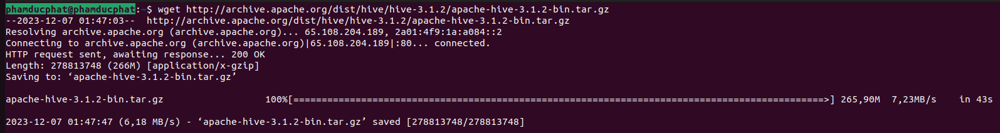 phamducphat@phamducphat:~$ wget http://archive.apache.org/dist/hive/hive-3.1.2/apache-hive-3.1.2-bin.tar.gz
--2023-12-07 01:47:03--  http://archive.apache.org/dist/hive/hive-3.1.2/apache-hive-3.1.2-bin.tar.gz
Resolving archive.apache.org (archive.apache.org)... 65.108.204.189, 2a01:4f9:1a:a084::2
Connecting to archive.apache.org (archive.apache.org)|65.108.204.189|:80... connected.
HTTP request sent, awaiting response... 200 OK
Length: 278813748 (266M) [application/x-gzip]
Saving to: ‘apache-hive-3.1.2-bin.tar.gz’
apache-hive-3.1.2-bin.tar.gz 100%[==============================================================================================>] 265,90M 7,23MB/s in 43s
2023-12-07 01:47:47 (6,18 MB/s) - ‘apache-hive-3.1.2-bin.tar.gz’ saved [278813748/278813748]